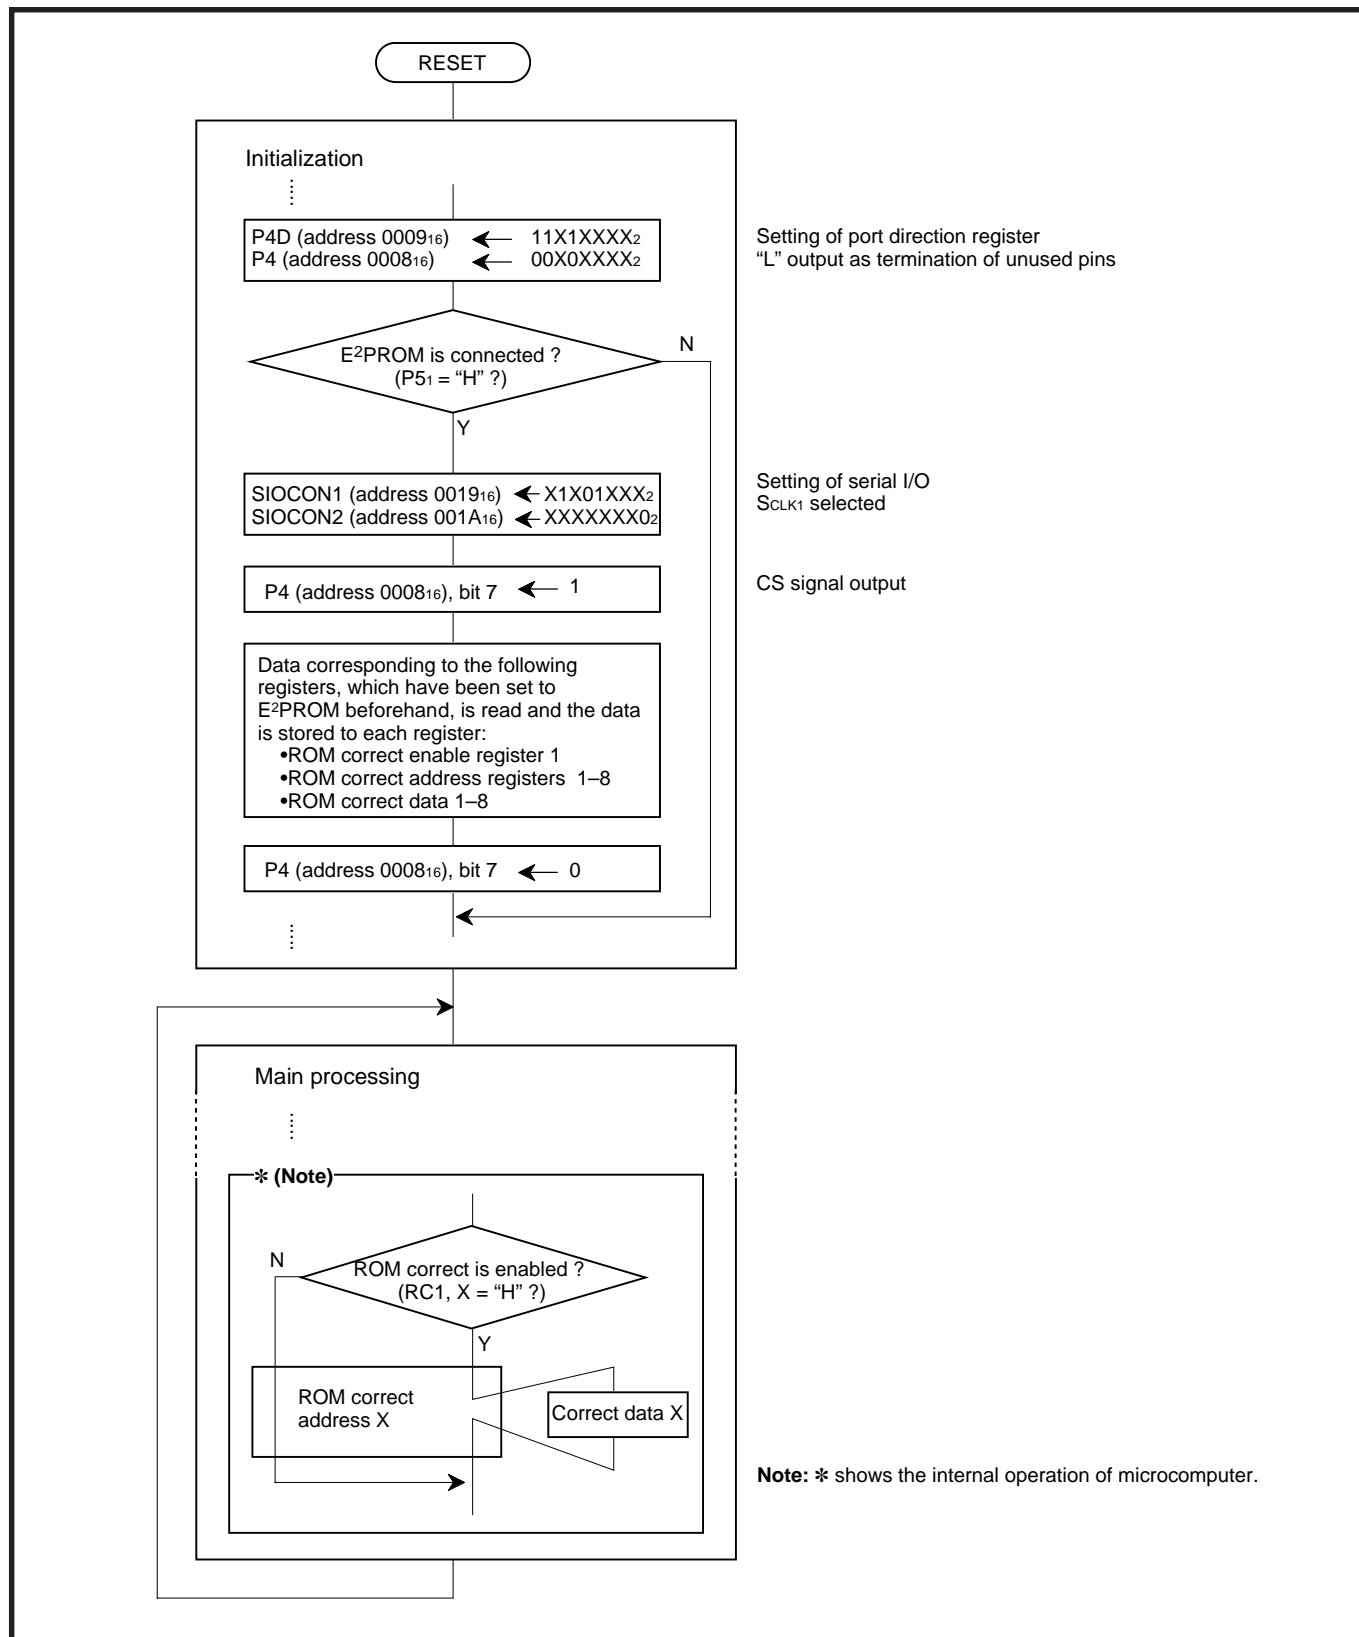 RESET
Initialization
P4D (address 0009₁₆) ← 11X1XXXX₂
P4 (address 0008₁₆) ← 00X0XXXX₂
Setting of port direction register
“L” output as termination of unused pins
E²PROM is connected ?
(P5₁ = “H” ?)
N
Y
SIOCON1 (address 0019₁₆) ← X1X01XXX₂
SIOCON2 (address 001A₁₆) ← XXXXXXX0₂
Setting of serial I/O
SCLK1 selected
P4 (address 0008₁₆), bit 7 ← 1
CS signal output
Data corresponding to the following
registers, which have been set to
E²PROM beforehand, is read and the data
is stored to each register:
•ROM correct enable register 1
•ROM correct address registers 1–8
•ROM correct data 1–8
P4 (address 0008₁₆), bit 7 ← 0
Main processing
✻ (Note)
N
ROM correct is enabled ?
(RC1, X = “H” ?)
Y
ROM correct
address X
Correct data X
Note: ✻ shows the internal operation of microcomputer.